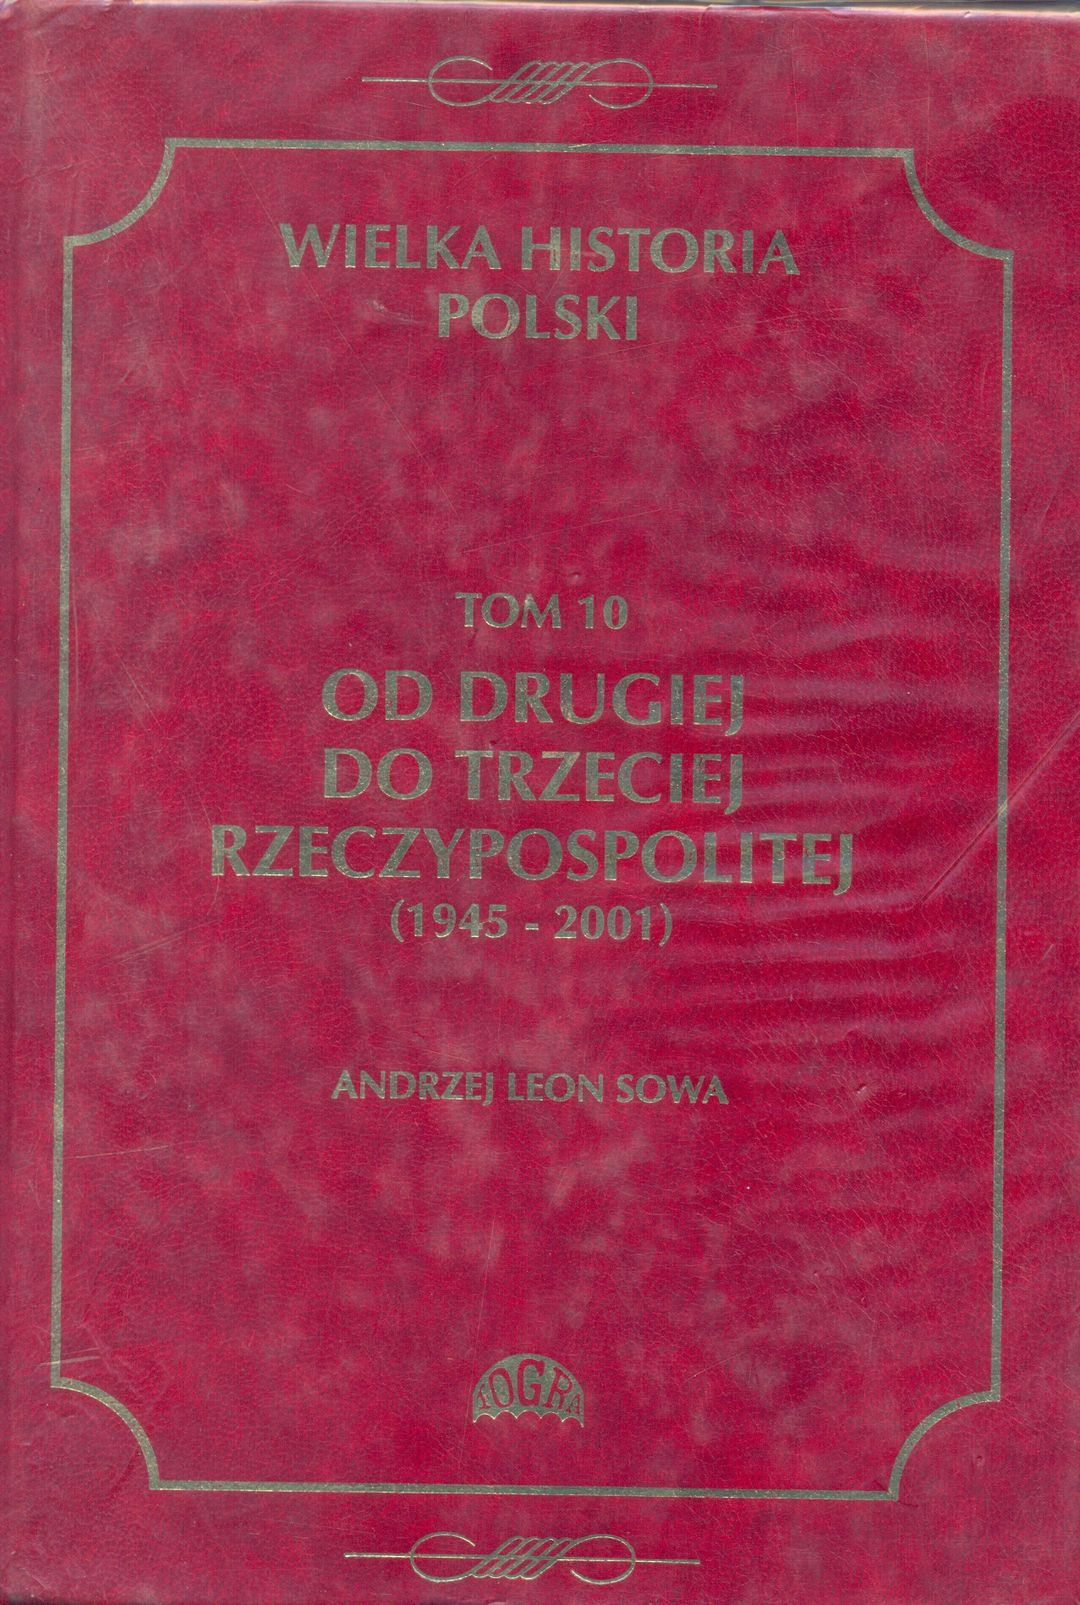 WIELKA HISTORIA
POLSKI
TOM 10
OD DRUGIEJ
DO TRZECIEJ
RZECZYPOSPOLITEJ
(1945 - 2001)
ANDRZEJ LEON SOWA
FOGRA